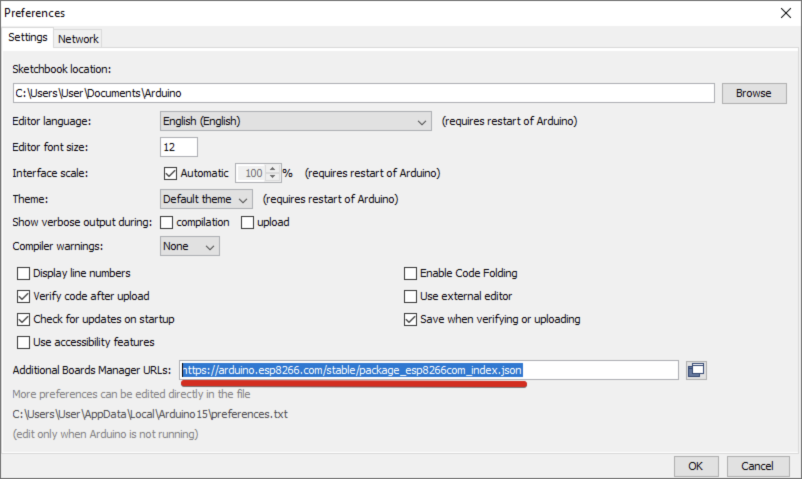 Preferences
Settings Network
Sketchbook location:
C:\Users\User\Documents\Arduino Browse
Editor language: English (English) (requires restart of Arduino)
Editor font size: 12
Interface scale: Automatic 100 % (requires restart of Arduino)
Theme: Default theme (requires restart of Arduino)
Show verbose output during: compilation upload
Compiler warnings: None
Display line numbers Enable Code Folding
Verify code after upload Use external editor
Check for updates on startup Save when verifying or uploading
Use accessibility features
Additional Boards Manager URLs: https://arduino.esp8266.com/stable/package_esp8266com_index.json
More preferences can be edited directly in the file
C:\Users\User\AppData\Local\Arduino15\preferences.txt
(edit only when Arduino is not running)
OK Cancel